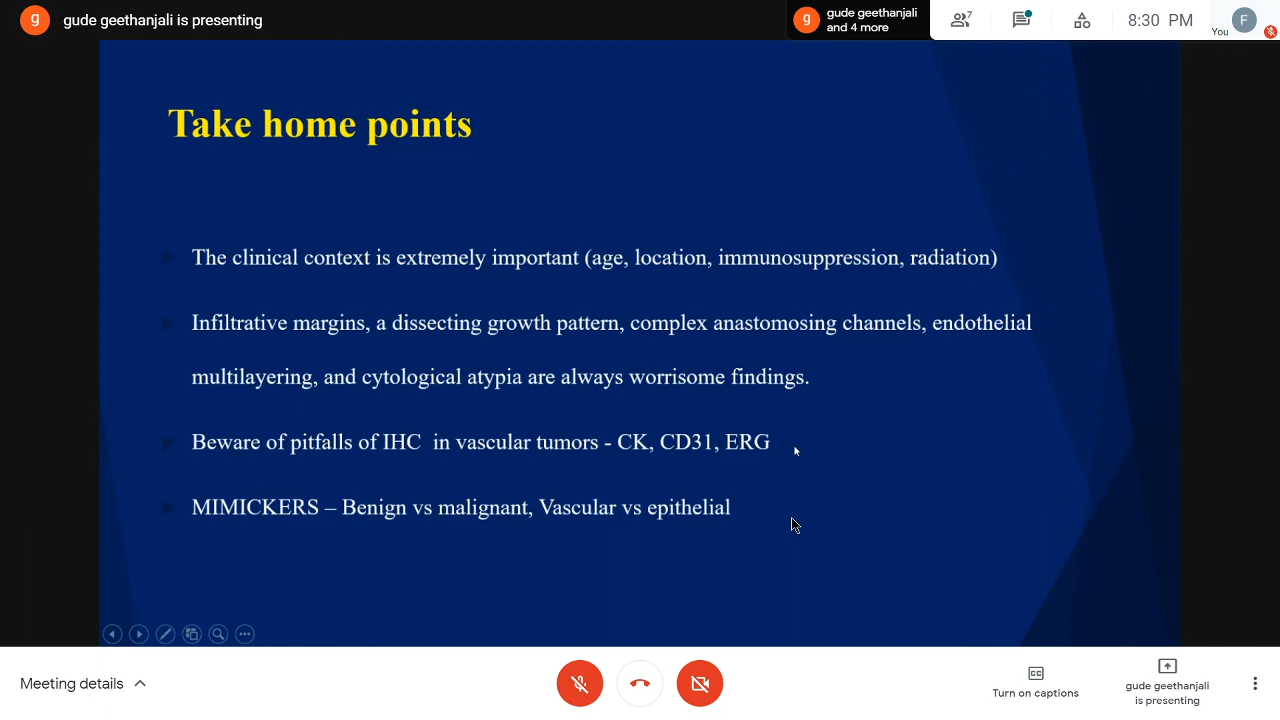 g
gude geethanjali is presenting
g
gude geethanjali
and 4 more
7
8:30 PM
You
F
Take home points
The clinical context is extremely important (age, location, immunosuppression, radiation)
Infiltrative margins, a dissecting growth pattern, complex anastomosing channels, endothelial
multilayering, and cytological atypia are always worrisome findings.
Beware of pitfalls of IHC  in vascular tumors - CK, CD31, ERG
MIMICKERS – Benign vs malignant, Vascular vs epithelial
Meeting details
CC
Turn on captions
gude geethanjali
is presenting